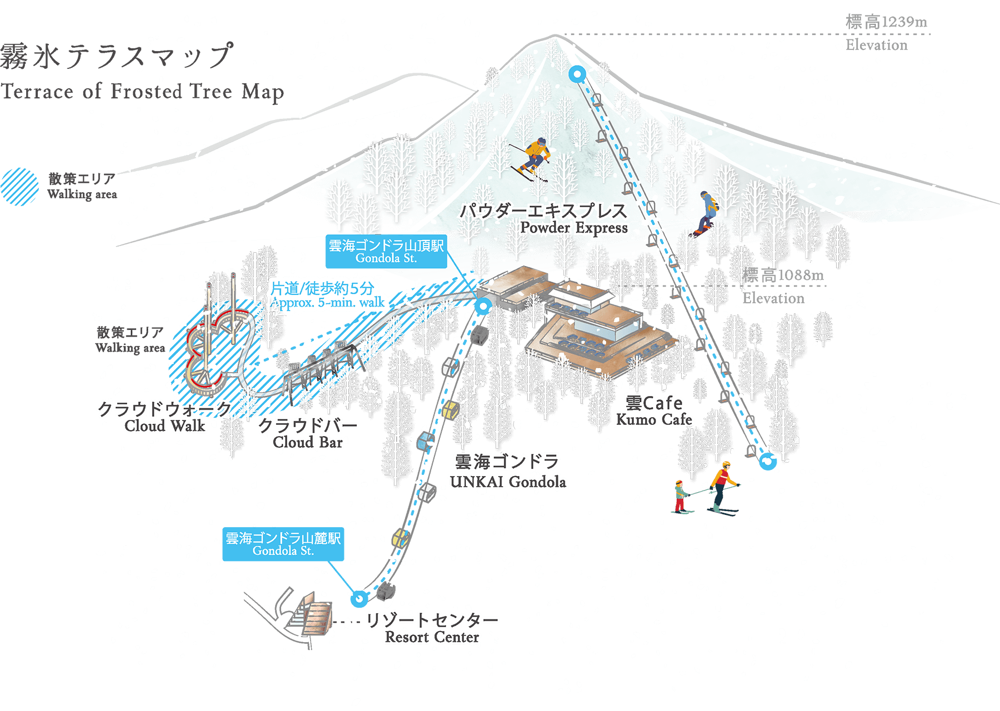 標高1239m
Elevation
霧氷テラスマップ
Terrace of Frosted Tree Map
散策エリア
Walking area
パウダーエキスプレス
Powder Express
雲海ゴンドラ山頂駅
Gondola St.
標高1088m
Elevation
片道/徒歩約5分
Approx. 5-min. walk
散策エリア
Walking area
クラウドウォーク
Cloud Walk
クラウドバー
Cloud Bar
雲Cafe
Kumo Cafe
雲海ゴンドラ
UNKAI Gondola
雲海ゴンドラ山麓駅
Gondola St.
リゾートセンター
Resort Center